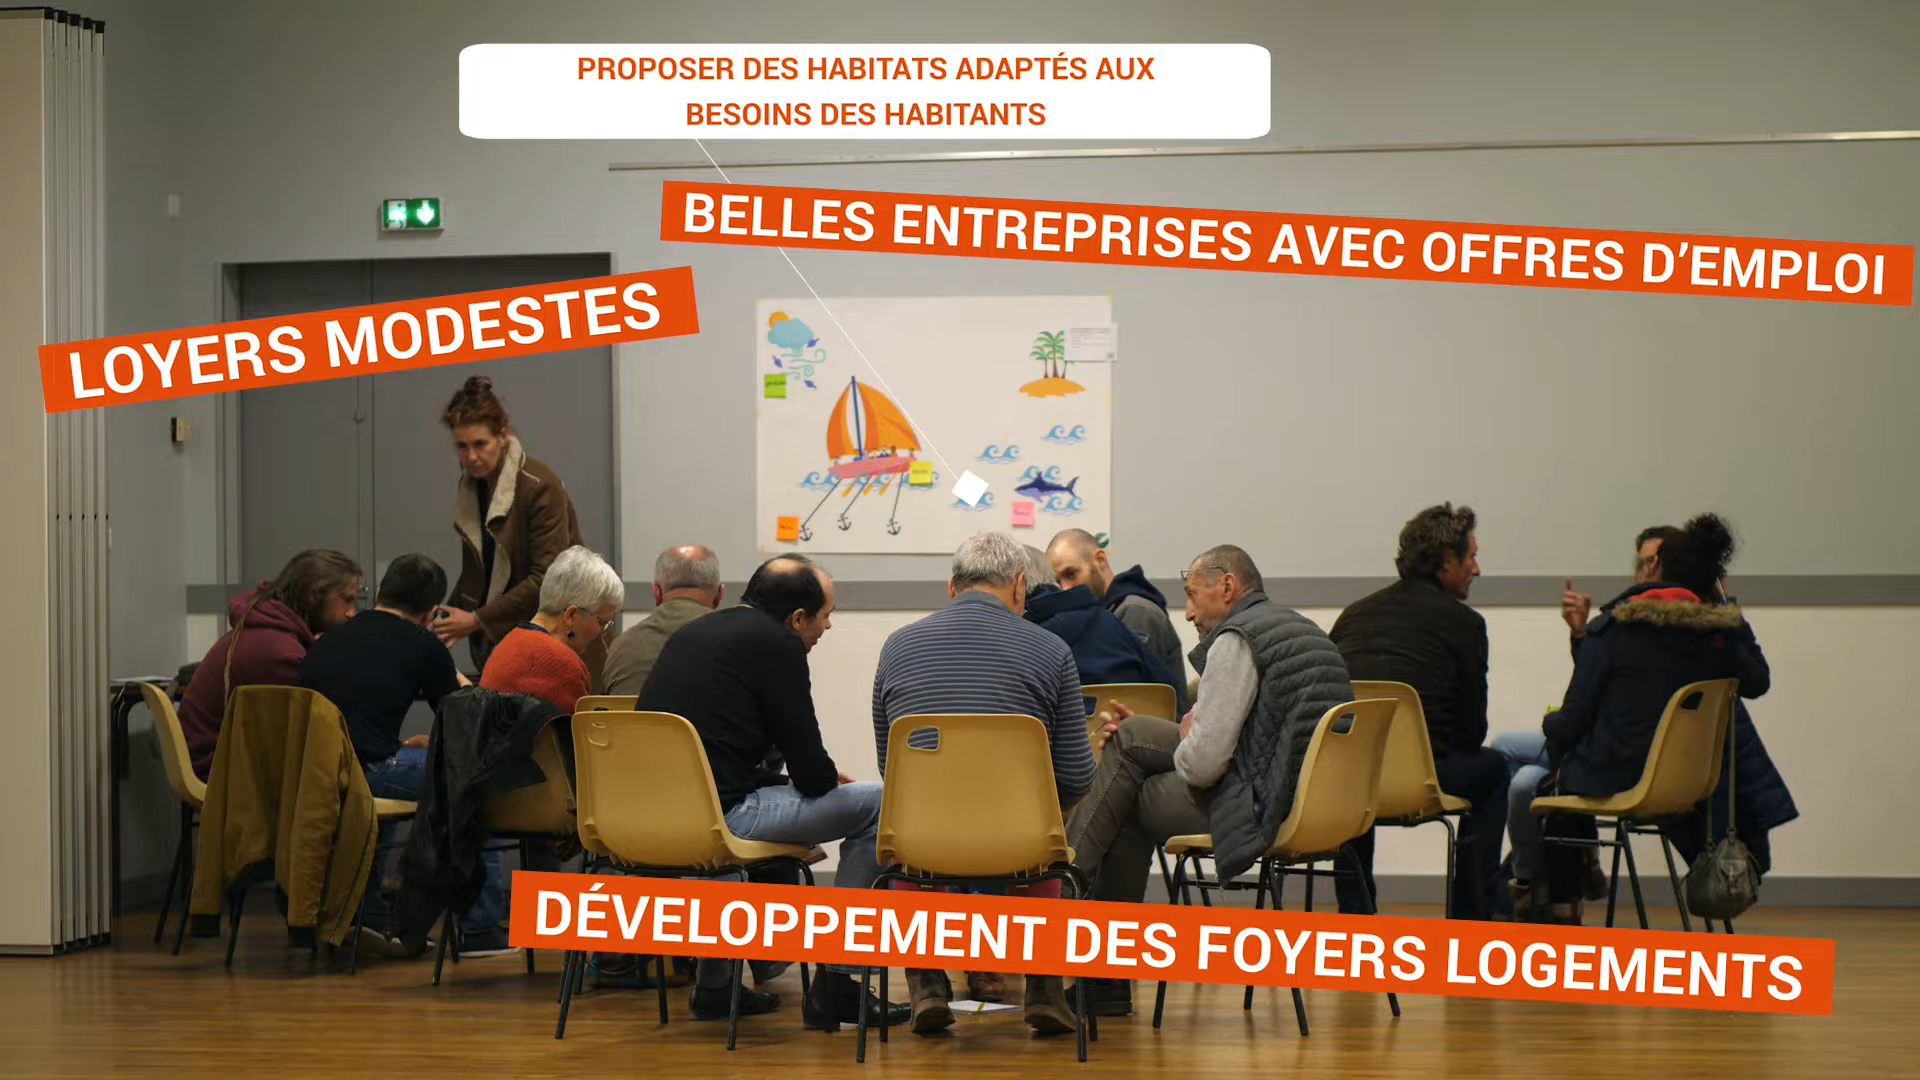 PROPOSER DES HABITATS ADAPTÉS AUX
BESOINS DES HABITANTS
BELLES ENTREPRISES AVEC OFFRES D'EMPLOI
LOYERS MODESTES
DÉVELOPPEMENT DES FOYERS LOGEMENTS